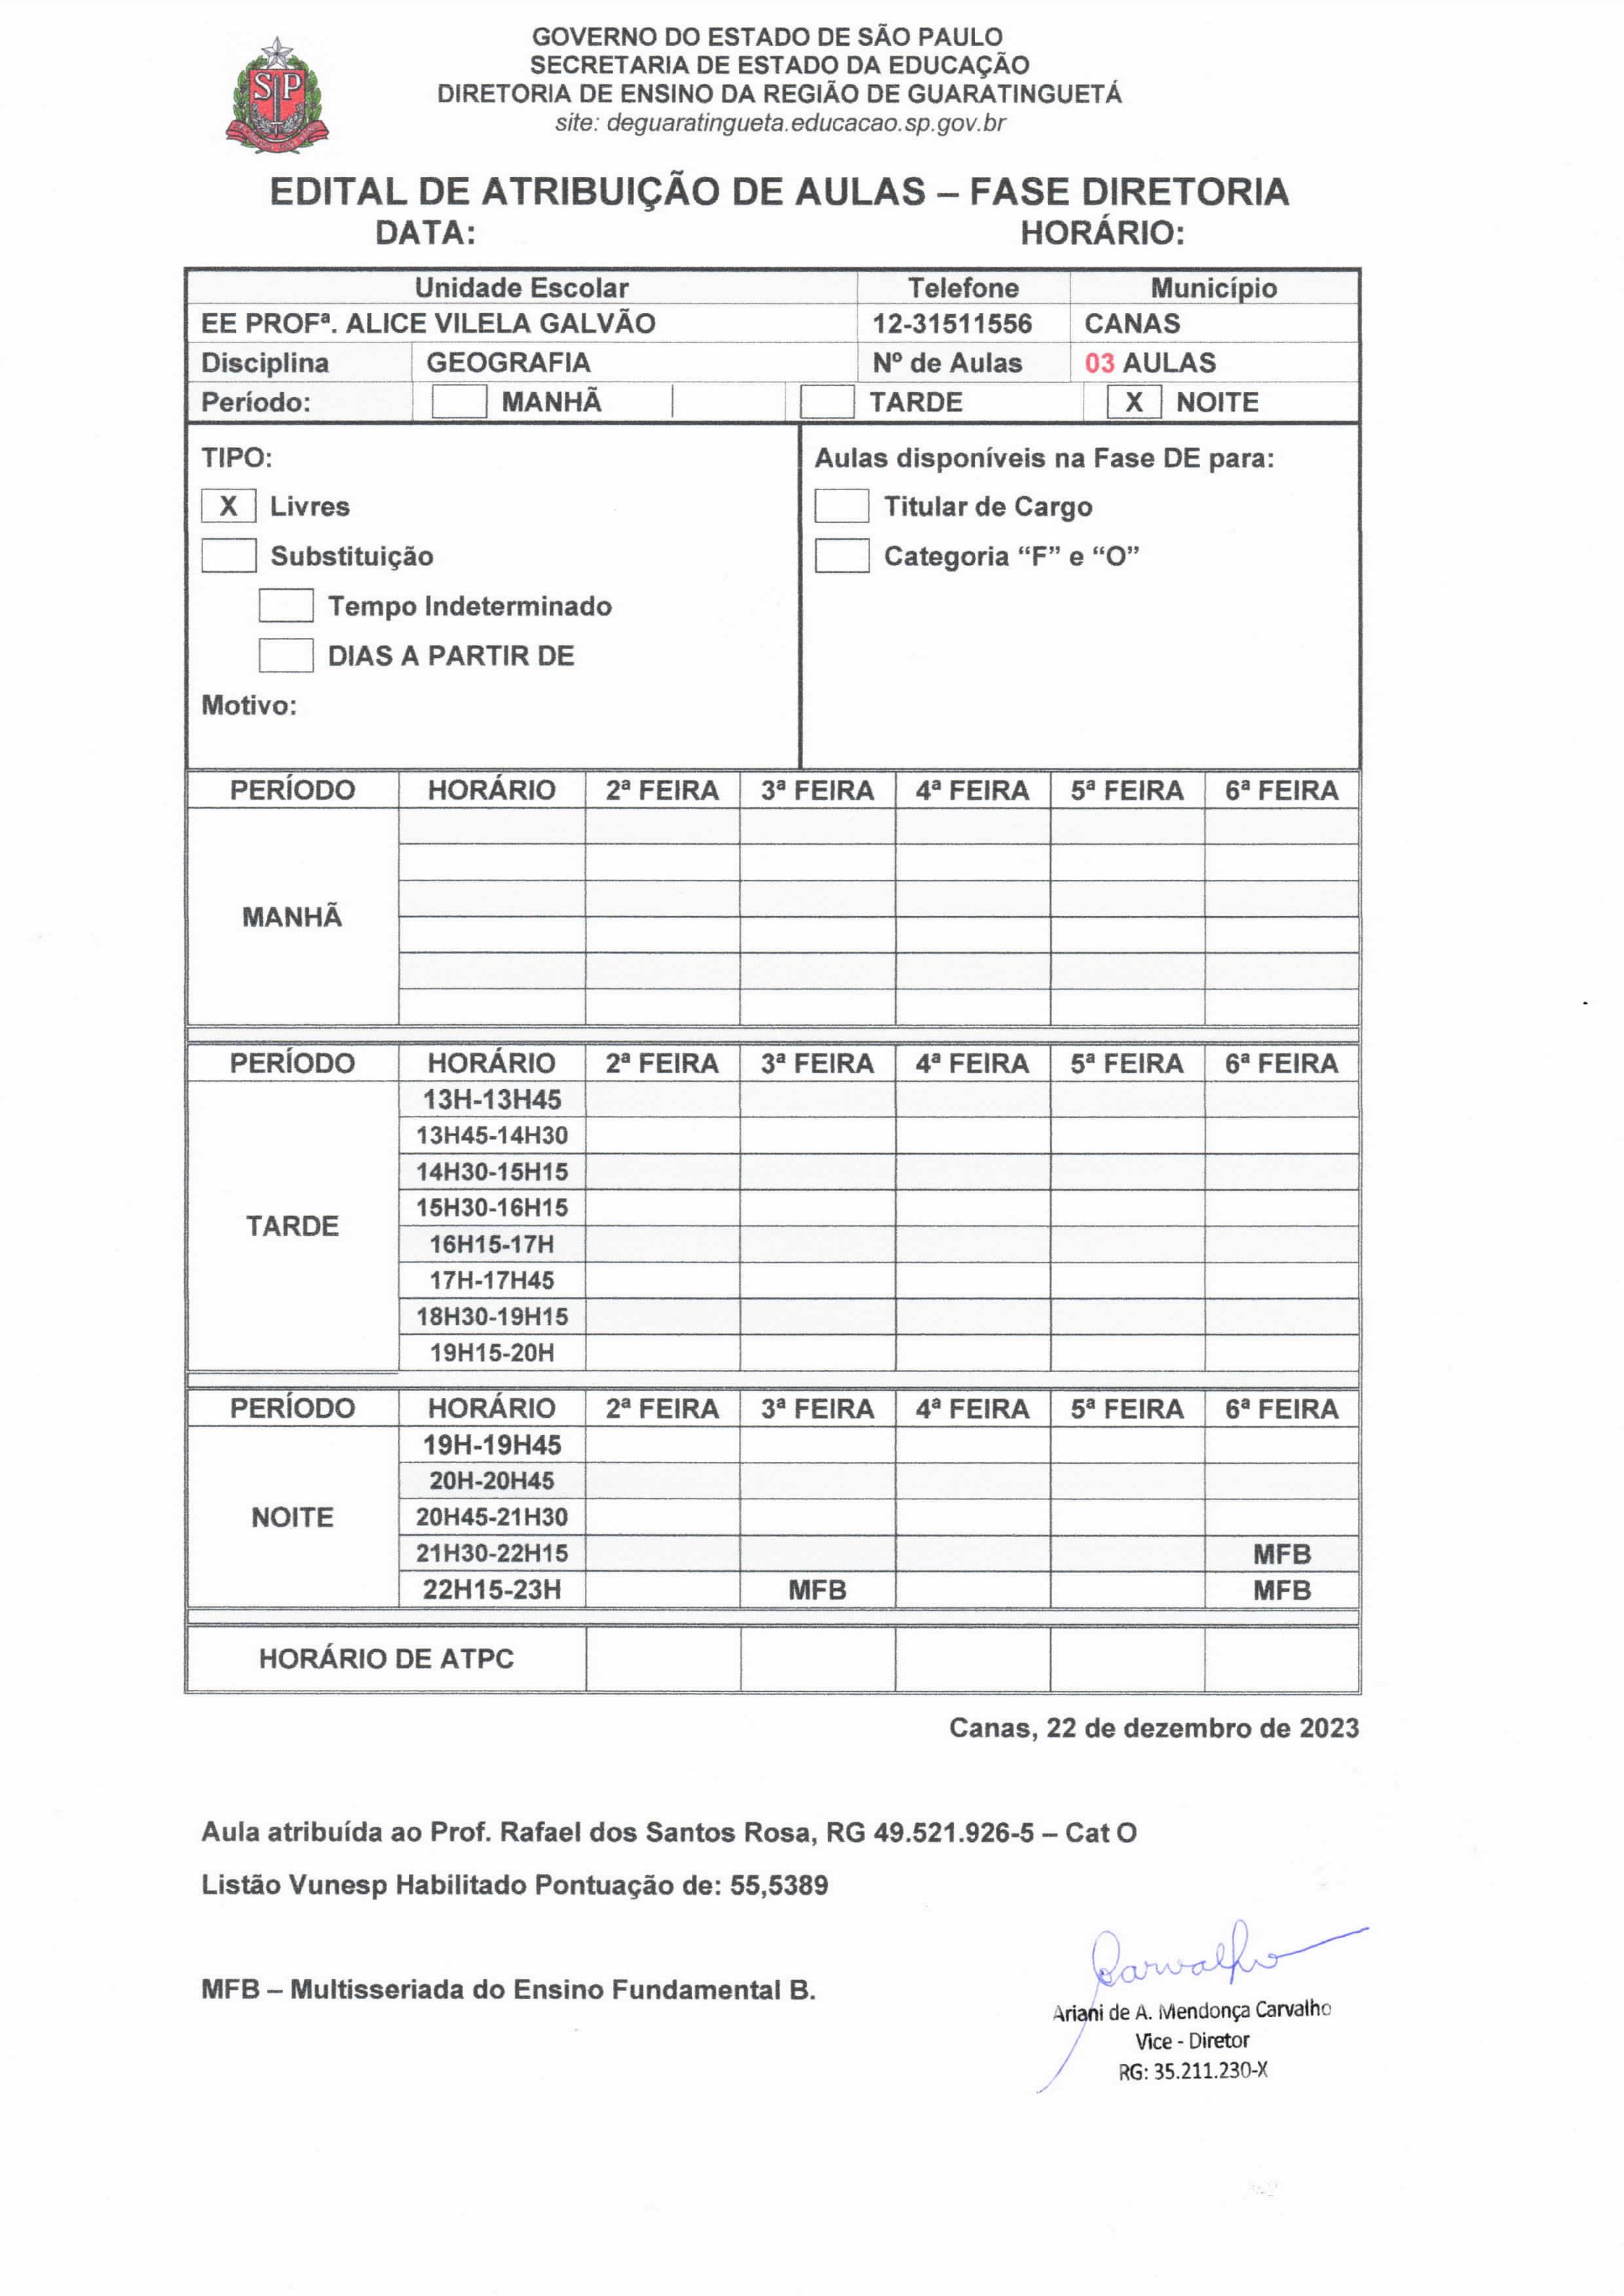 GOVERNO DO ESTADO DE SÃO PAULO
SECRETARIA DE ESTADO DA EDUCAÇÃO
DIRETORIA DE ENSINO DA REGIÃO DE GUARATINGUETÁ
site: deguaratingueta.educacao.sp.gov.br
SP
EDITAL DE ATRIBUIÇÃO DE AULAS – FASE DIRETORIA
DATA: HORÁRIO:
Unidade Escolar Telefone Município
EE PROFª. ALICE VILELA GALVÃO 12-31511556 CANAS
Disciplina GEOGRAFIA Nº de Aulas 03 AULAS
Período: MANHÃ TARDE X NOITE
TIPO:
X Livres
Substituição
Tempo Indeterminado
DIAS A PARTIR DE
Motivo:
Aulas disponíveis na Fase DE para:
Titular de Cargo
Categoria “F” e “O”
PERÍODO HORÁRIO 2ª FEIRA 3ª FEIRA 4ª FEIRA 5ª FEIRA 6ª FEIRA
MANHÃ
PERÍODO HORÁRIO 2ª FEIRA 3ª FEIRA 4ª FEIRA 5ª FEIRA 6ª FEIRA
13H-13H45
13H45-14H30
14H30-15H15
15H30-16H15
TARDE
16H15-17H
17H-17H45
18H30-19H15
19H15-20H
PERÍODO HORÁRIO 2ª FEIRA 3ª FEIRA 4ª FEIRA 5ª FEIRA 6ª FEIRA
19H-19H45
20H-20H45
NOITE 20H45-21H30
21H30-22H15 MFB
22H15-23H MFB MFB
HORÁRIO DE ATPC
Canas, 22 de dezembro de 2023
Aula atribuída ao Prof. Rafael dos Santos Rosa, RG 49.521.926-5 – Cat O
Listão Vunesp Habilitado Pontuação de: 55,5389
MFB – Multisseriada do Ensino Fundamental B.
Carvalho
Ariani de A. Mendonça Carvalho
Vice - Diretor
RG: 35.211.230-X